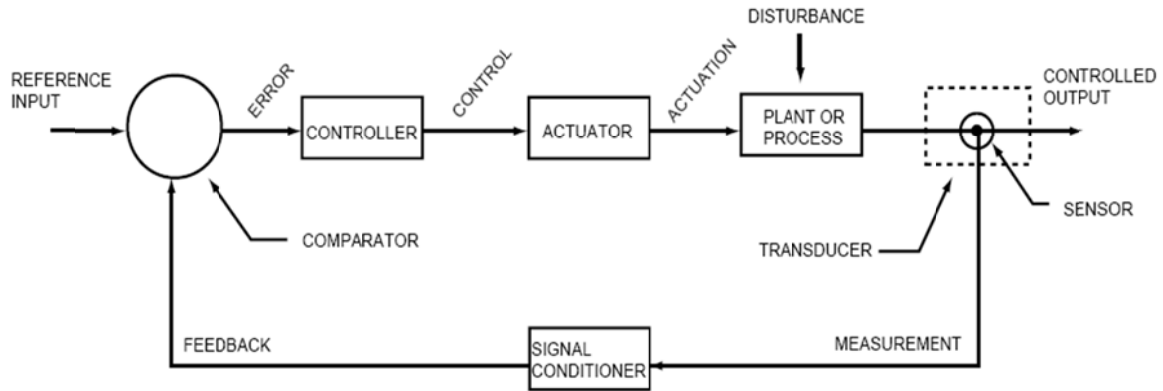 DISTURBANCE
REFERENCE
INPUT
ERROR
CONTROLLER
CONTROL
ACTUATOR
ACTUATION
PLANT OR
PROCESS
CONTROLLED
OUTPUT
SENSOR
TRANSDUCER
COMPARATOR
FEEDBACK
SIGNAL
CONDITIONER
MEASUREMENT